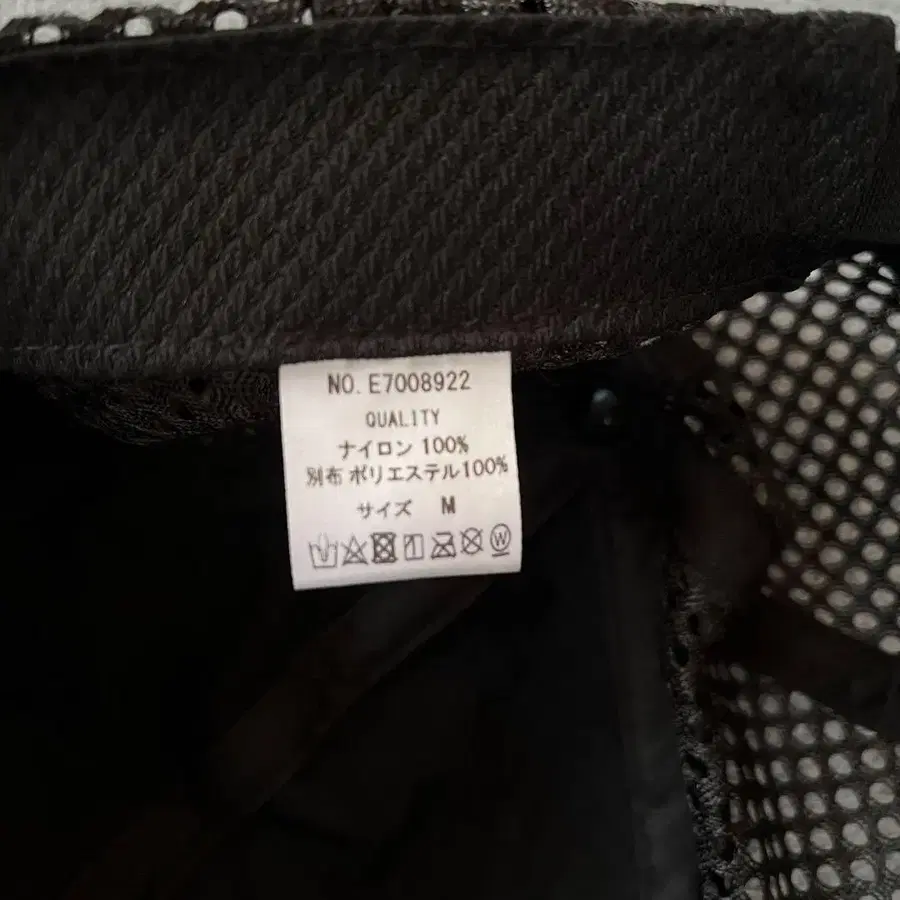 NO. E7008922
QUALITY
ナイロン 100%
別布 ポリエステル100%
サイズ M
W